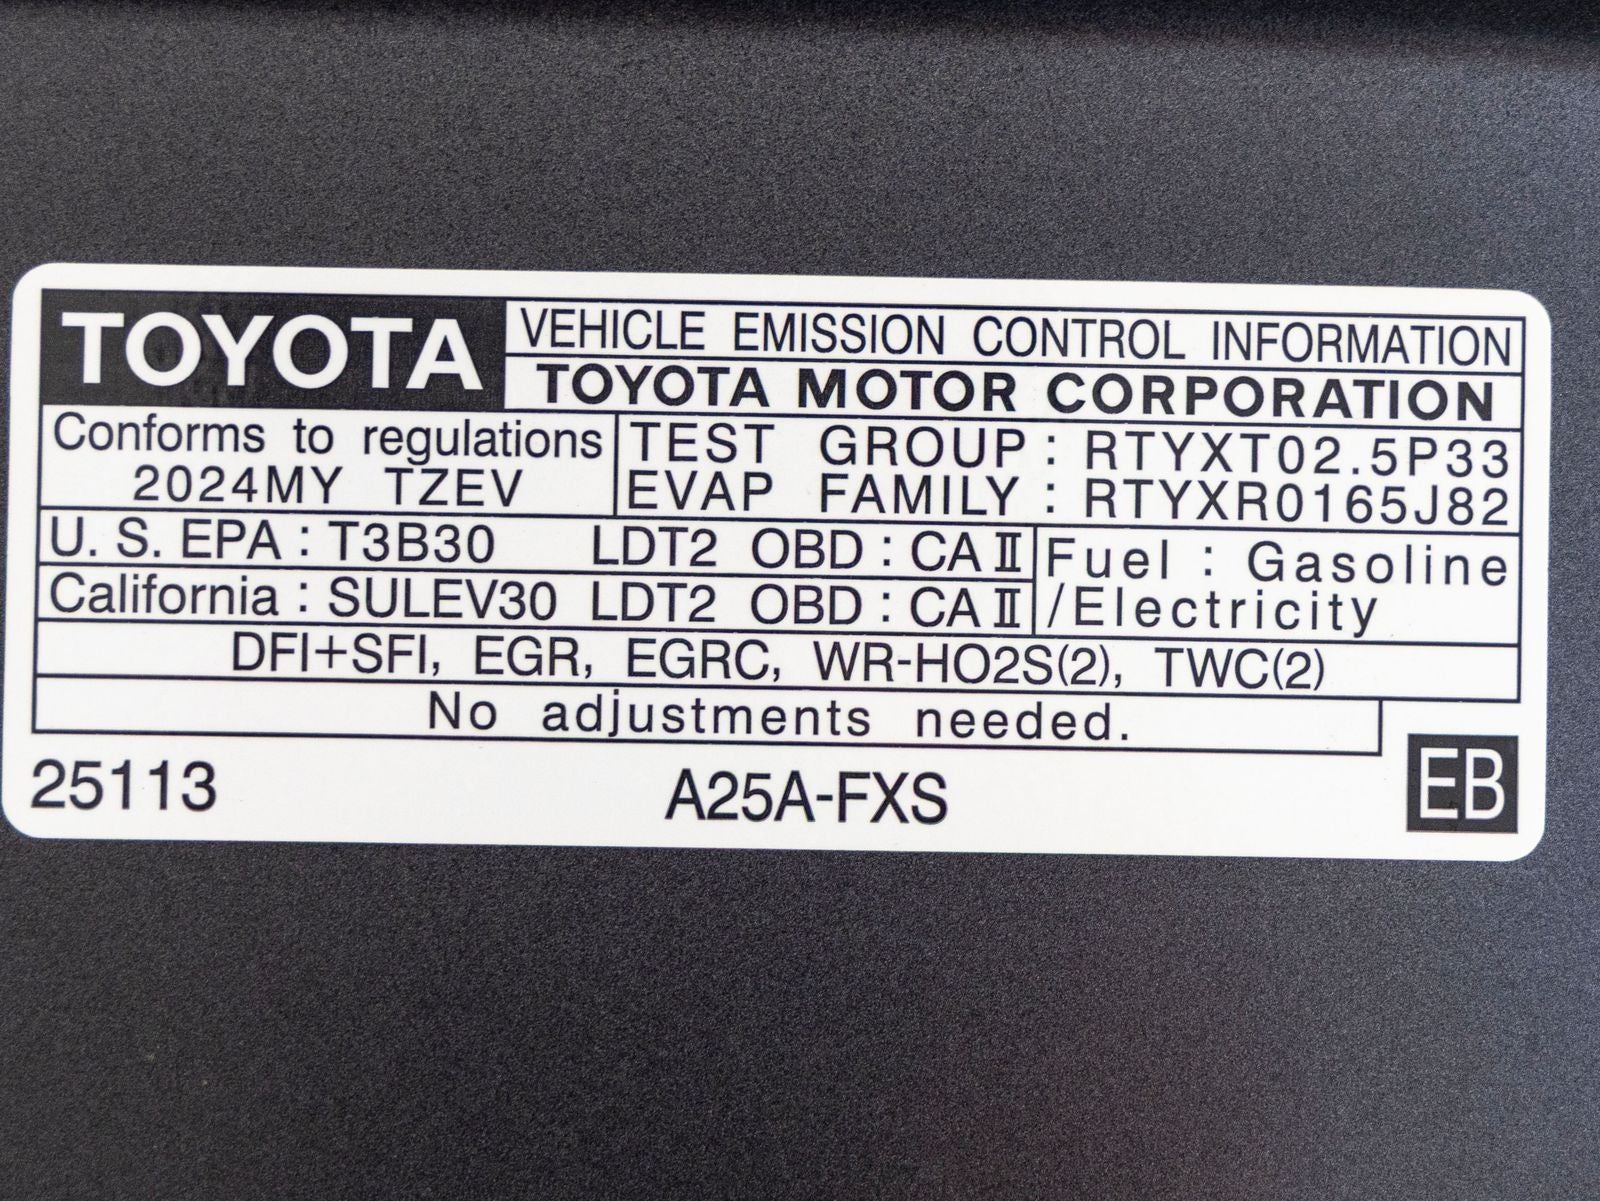 TOYOTA VEHICLE EMISSION CONTROL INFORMATION
TOYOTA MOTOR CORPORATION
Conforms to regulations
2024MY TZEV
TEST GROUP : RTYXT02.5P33
EVAP FAMILY : RTYXR0165J82
U. S. EPA : T3B30 LDT2 OBD : CA II
California : SULEV30 LDT2 OBD : CA II
Fuel : Gasoline
/Electricity
DFI+SFI, EGR, EGRC, WR-HO2S(2), TWC(2)
No adjustments needed.
25113 A25A-FXS EB